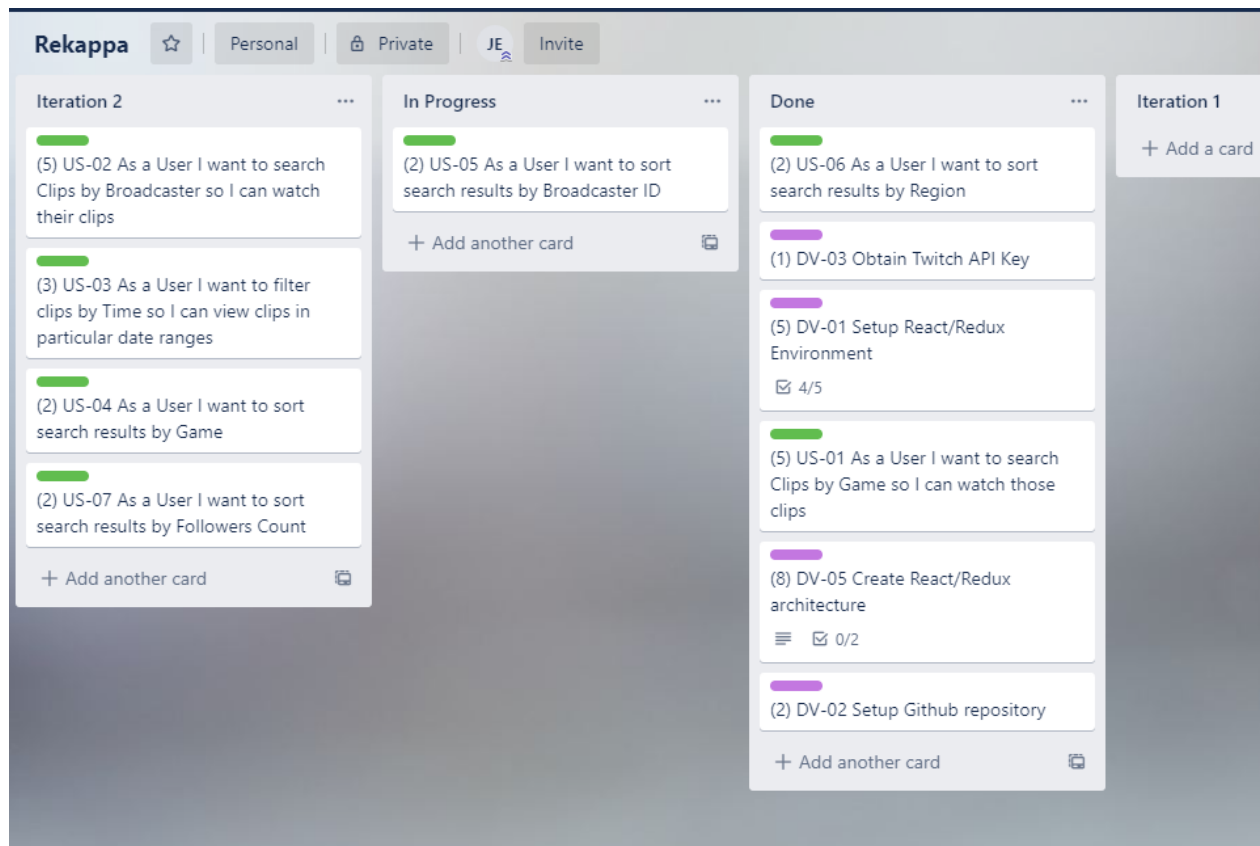 Rekappa
Personal
Private
JE
Invite
Iteration 2
(5) US-02 As a User I want to search
Clips by Broadcaster so I can watch
their clips
(3) US-03 As a User I want to filter
clips by Time so I can view clips in
particular date ranges
(2) US-04 As a User I want to sort
search results by Game
(2) US-07 As a User I want to sort
search results by Followers Count
+ Add another card
In Progress
(2) US-05 As a User I want to sort
search results by Broadcaster ID
+ Add another card
Done
(2) US-06 As a User I want to sort
search results by Region
(1) DV-03 Obtain Twitch API Key
(5) DV-01 Setup React/Redux
Environment
4/5
(5) US-01 As a User I want to search
Clips by Game so I can watch those
clips
(8) DV-05 Create React/Redux
architecture
0/2
(2) DV-02 Setup Github repository
+ Add another card
Iteration 1
+ Add a card